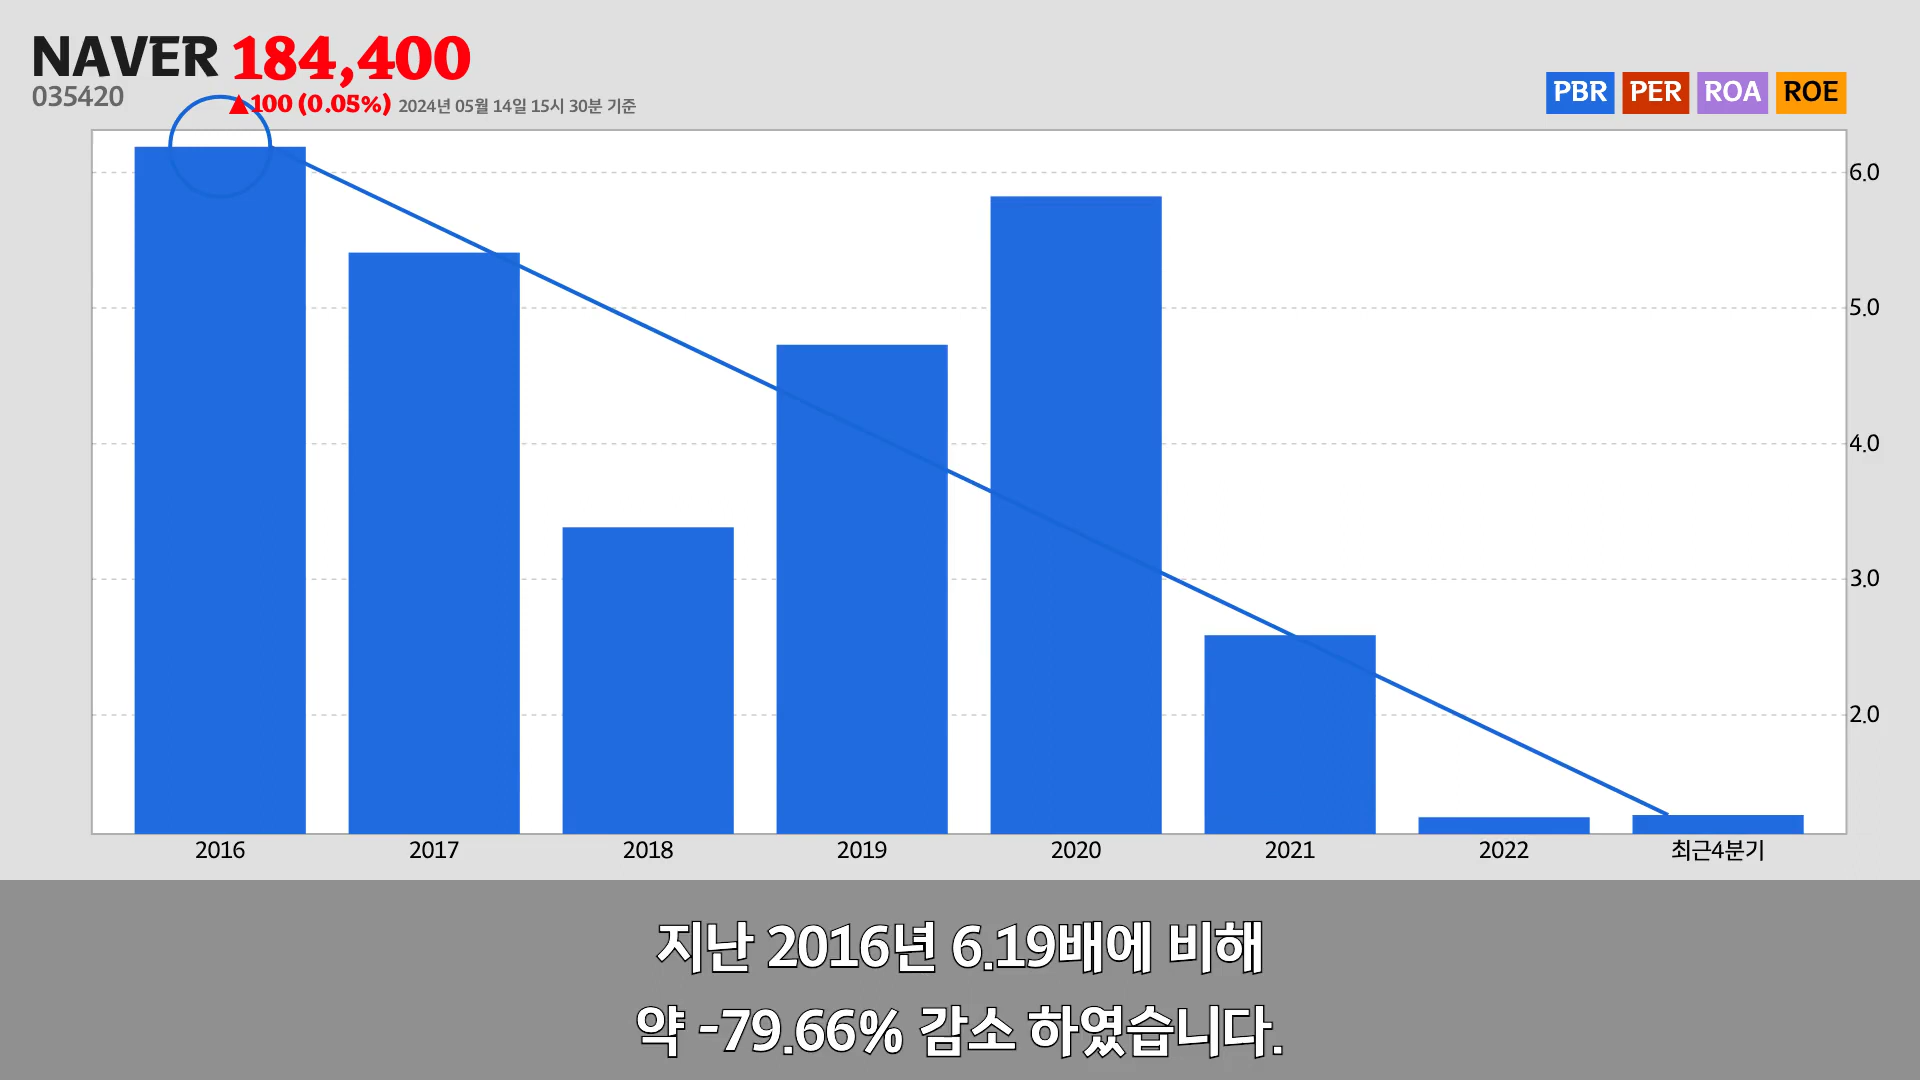 NAVER 184,400
035420
▲100 (0.05%) 2024년 05월 14일 15시 30분 기준
PBR PER ROA ROE
6.0
5.0
4.0
3.0
2.0
2016 2017 2018 2019 2020 2021 2022 최근4분기
지난 2016년 6.19배에 비해
약 -79.66% 감소 하였습니다.